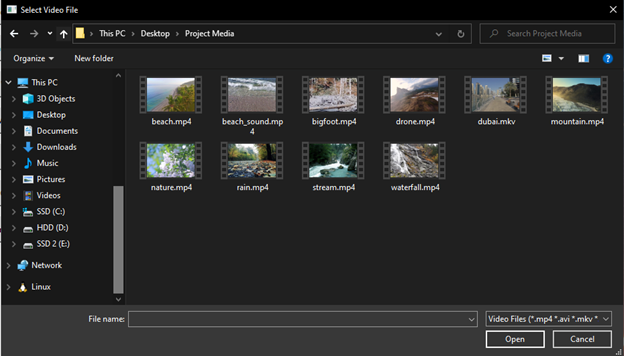 Select Video File
This PC > Desktop > Project Media
Search Project Media
Organize
New folder
This PC
3D Objects
Desktop
Documents
Downloads
Music
Pictures
Videos
SSD (C:)
HDD (D:)
SSD 2 (E:)
Network
Linux
beach.mp4
beach_sound.mp
4
bigfoot.mp4
drone.mp4
dubai.mkv
mountain.mp4
nature.mp4
rain.mp4
stream.mp4
waterfall.mp4
File name:
Video Files (*.mp4 *.avi *.mkv *
Open
Cancel